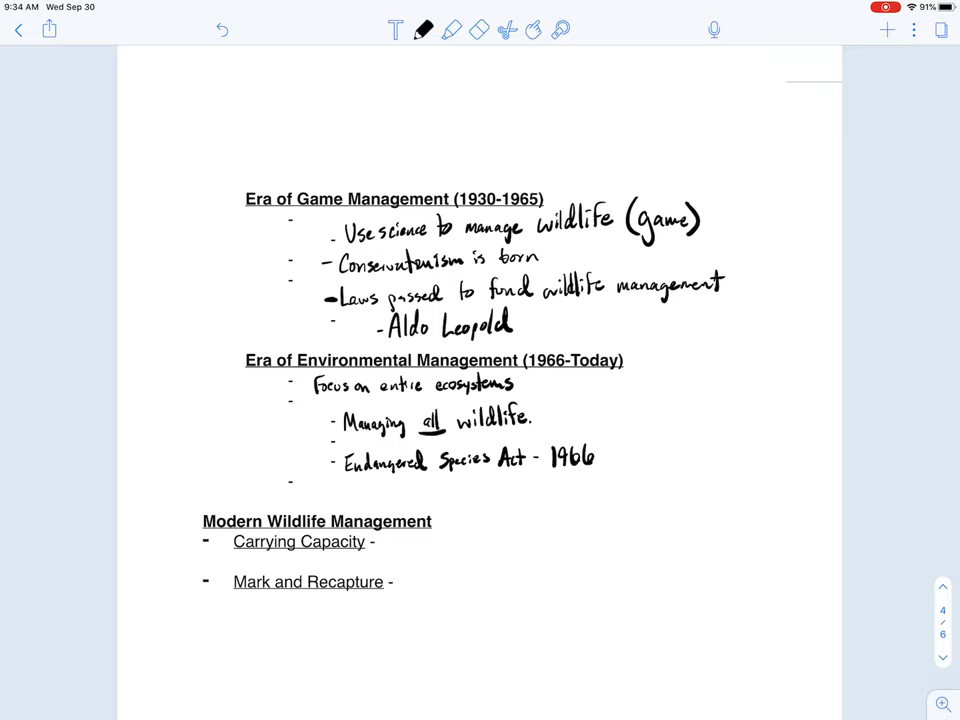 9:34 AM Wed Sep 30
91%
Era of Game Management (1930-1965)
-
- Use science to manage wildlife (game)
- - Conservationism is born
-
- Laws passed to fund wildlife management
- - Aldo Leopold
Era of Environmental Management (1966-Today)
- Focus on entire ecosystems
-
- Managing all wildlife.
-
- Endangered Species Act - 1966
-
Modern Wildlife Management
- Carrying Capacity -
- Mark and Recapture -
4
/
6